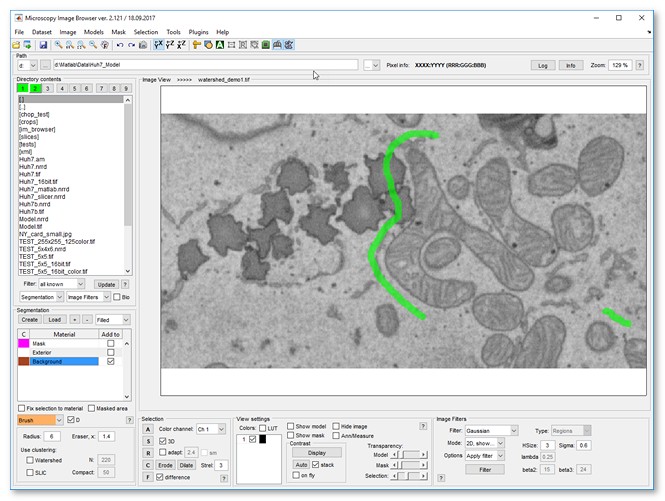 Microscopy Image Browser ver. 2.121 / 18.09.2017
File Dataset Image Models Mask Selection Tools Plugins Help
Path
d: ... d:\Matlab\Data\Huh7_Model ... Pixel info: XXXX:YYYY (RRR:GGG:BBB) Log Info Zoom: 129 % ?
Directory contents
1 2 3 4 5 6 7 8 9
[.]
[..]
[chop_test]
[crops]
[im_browser]
[slices]
[tests]
[xml]
Huh7.am
Huh7.nrrd
Huh7.tif
Huh7_16bit.tif
Huh7_matlab.nrrd
Huh7_slicer.nrrd
Huh7b.nrrd
Huh7b.tif
Model.nrrd
Model.tif
NY_card_small.jpg
TEST_255x255_125color.tif
TEST_5x4x6.nrrd
TEST_5x5.tif
TEST_5x5_16bit.tif
TEST_5x5_16bit_color.tif
Filter: all known Update ?
Segmentation Image Filters Bio
Image View >>>>> watershed_demo1.tif
Segmentation
Create Load + - Filled
C Material Add to
Mask
Exterior
Background
Fix selection to material Masked area
Brush D ?
Radius: 6 Eraser, x: 1.4
Use clustering:
Watershed N: 220
SLIC Compact: 50
Selection
A Color channel: Ch 1
S 3D
R adapt: 2.4 sm
C Erode Dilate Strel: 3
F difference ?
View settings
Colors: LUT
1
Show model Hide image ?
Show mask Ann/Measure
Contrast
Display
Auto stack
on fly
Transparency:
Model:
Mask:
Selection:
Image Filters
Filter: Gaussian Type: Regions
Mode: 2D, show... HSize: 3 Sigma: 0.6
Options Apply filter lambda 0.25
Filter beta2: 15 beta3: 24 ?